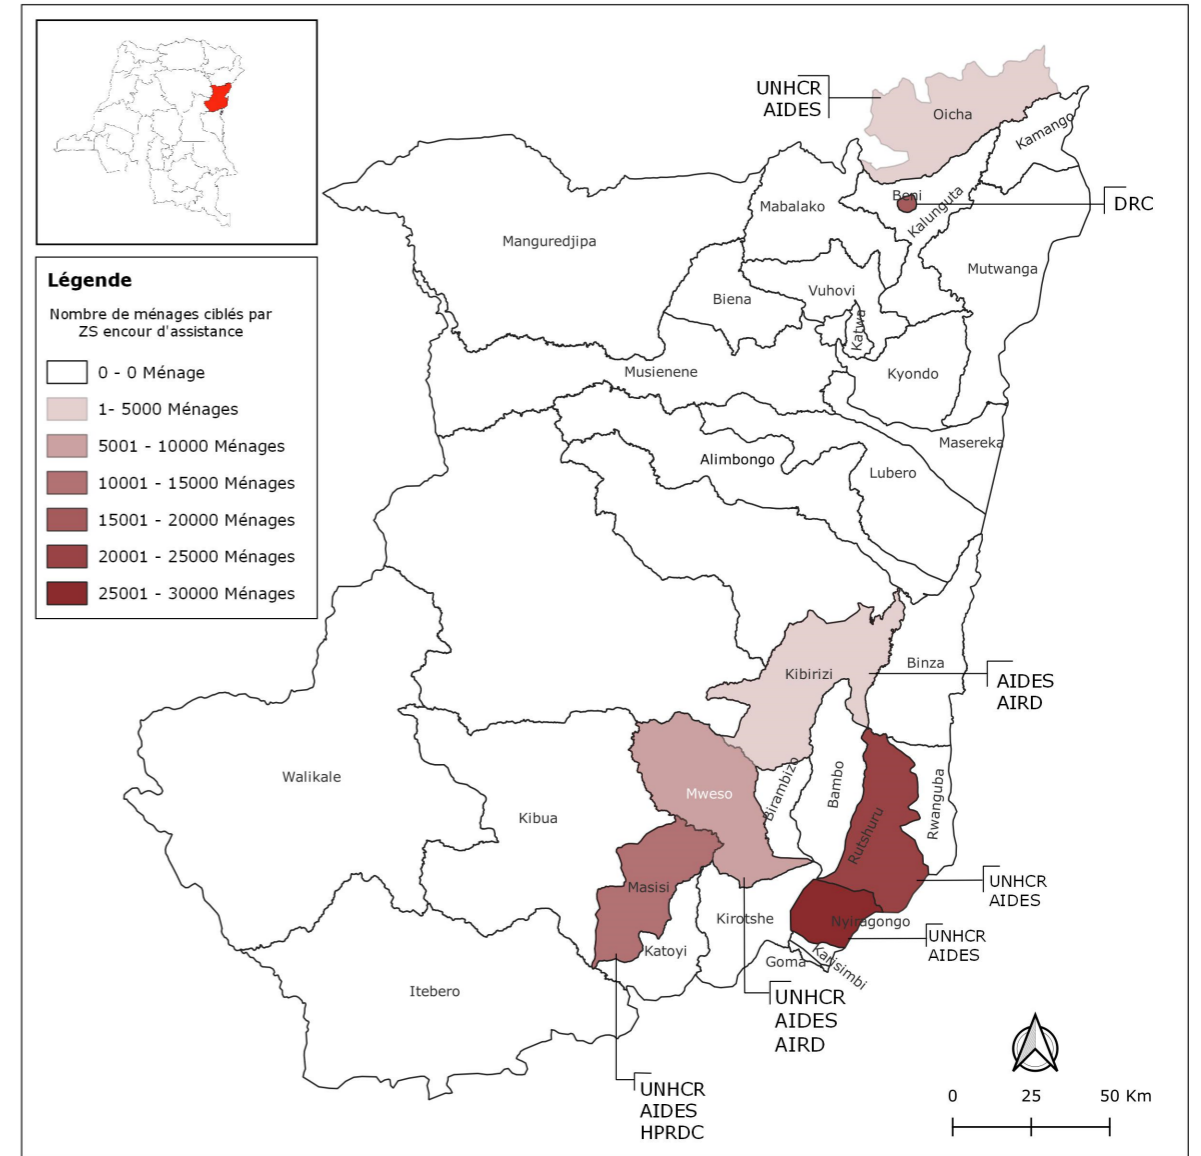 UNHCR
AIDES
Oicha
Kamango
Beni
DRC
Mabalako
Kalunguta
Manguredjipa
Mutwanga
Légende
Nombre de ménages ciblés par
ZS encour d'assistance
0 - 0 Ménage
1- 5000 Ménages
5001 - 10000 Ménages
10001 - 15000 Ménages
15001 - 20000 Ménages
20001 - 25000 Ménages
25001 - 30000 Ménages
Biena
Vuhovi
Katwa
Musienene
Kyondo
Masereka
Alimbongo
Lubero
Binza
Kibirizi
AIDES
AIRD
Walikale
Mweso
Birambizo
Bambo
Rwanguba
Kibua
Rutshuru
Masisi
UNHCR
AIDES
Kirotshe
Nyiragongo
UNHCR
AIDES
Katoyi
Goma
Karisimbi
Itebero
UNHCR
AIDES
AIRD
UNHCR
AIDES
HPRDC
0 25 50 Km